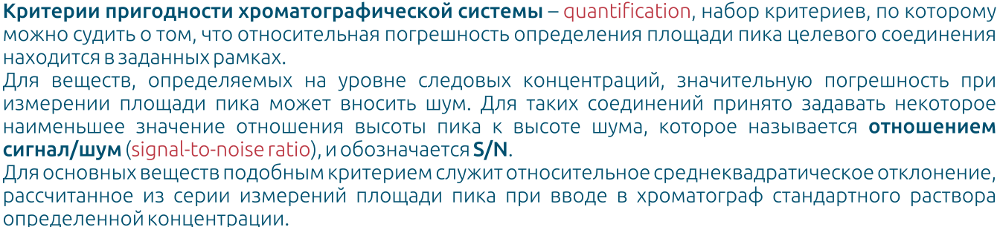 Критерии пригодности хроматографической системы – quantification, набор критериев, по которому
можно судить о том, что относительная погрешность определения площади пика целевого соединения
находится в заданных рамках.
Для веществ, определяемых на уровне следовых концентраций, значительную погрешность при
измерении площади пика может вносить шум. Для таких соединений принято задавать некоторое
наименьшее значение отношения высоты пика к высоте шума, которое называется отношением
сигнал/шум (signal-to-noise ratio), и обозначается S/N.
Для основных веществ подобным критерием служит относительное среднеквадратическое отклонение,
рассчитанное из серии измерений площади пика при вводе в хроматограф стандартного раствора
определенной концентрации.